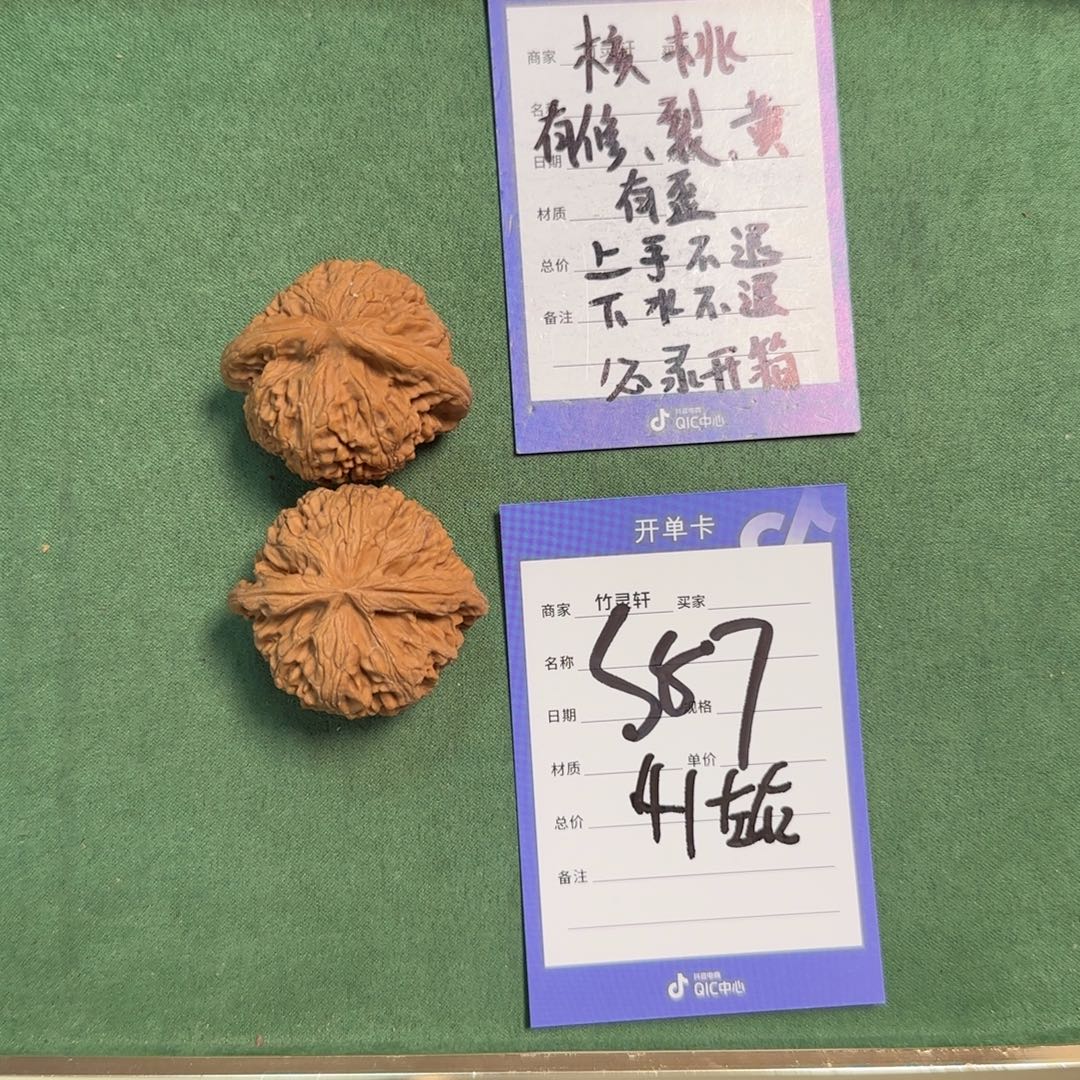 商家
核桃
名
有修、裂、黄
日期
有歪
材质
总价 上手不退
备注 下水不退
必录开箱
抖音电商
QIC中心
开单卡
商家 竹灵轩 买家
名称
587
日期 规格
材质 单价
41左右
总价
备注
抖音电商
QIC中心